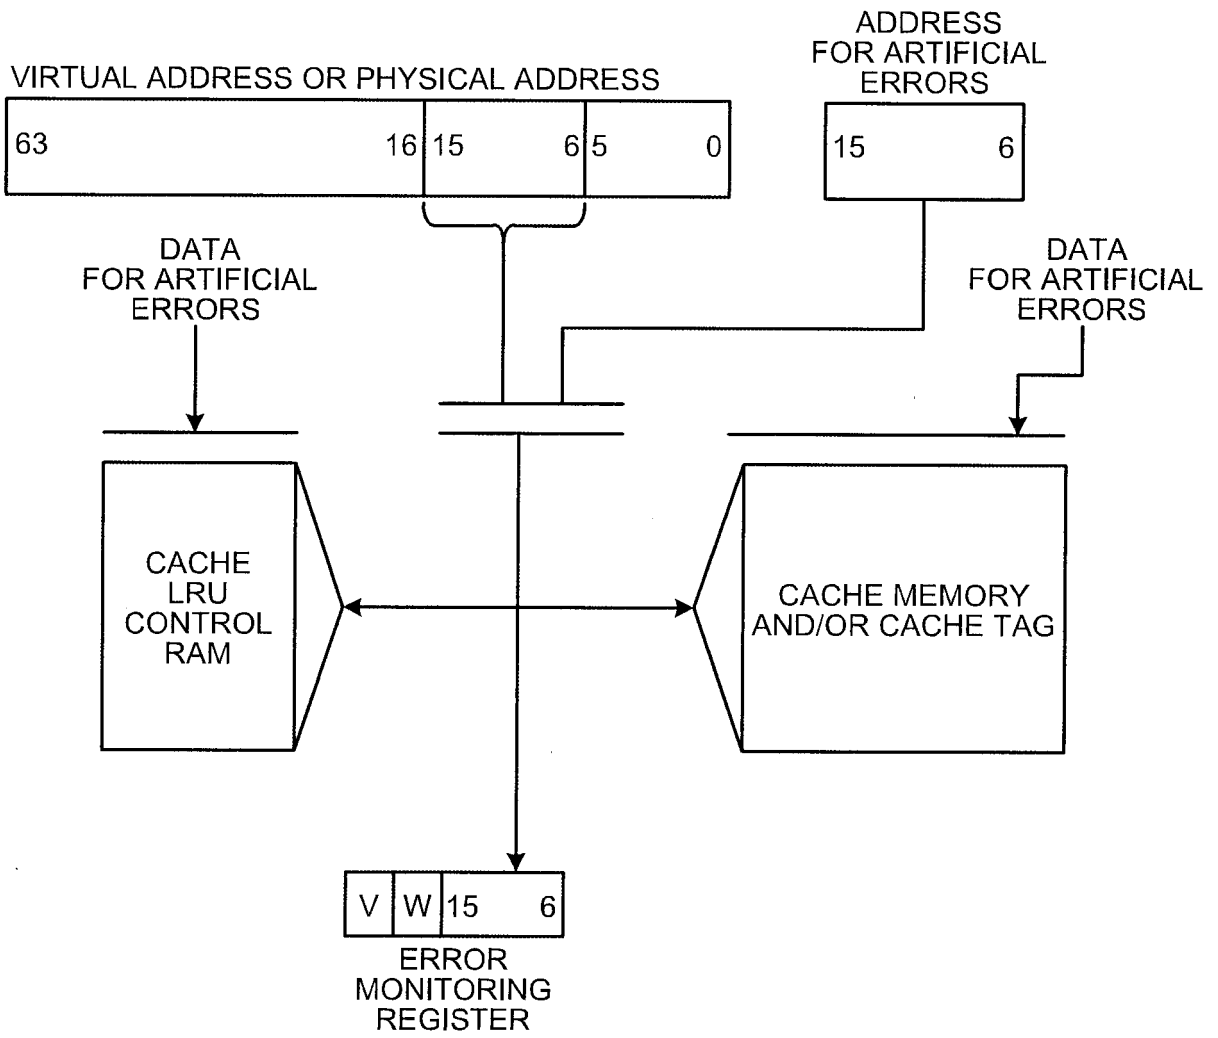 ADDRESS
FOR ARTIFICIAL
ERRORS
VIRTUAL ADDRESS OR PHYSICAL ADDRESS
63 16 15 6 5 0
15 6
DATA
FOR ARTIFICIAL
ERRORS
DATA
FOR ARTIFICIAL
ERRORS
CACHE
LRU
CONTROL
RAM
CACHE MEMORY
AND/OR CACHE TAG
V W 15 6
ERROR
MONITORING
REGISTER